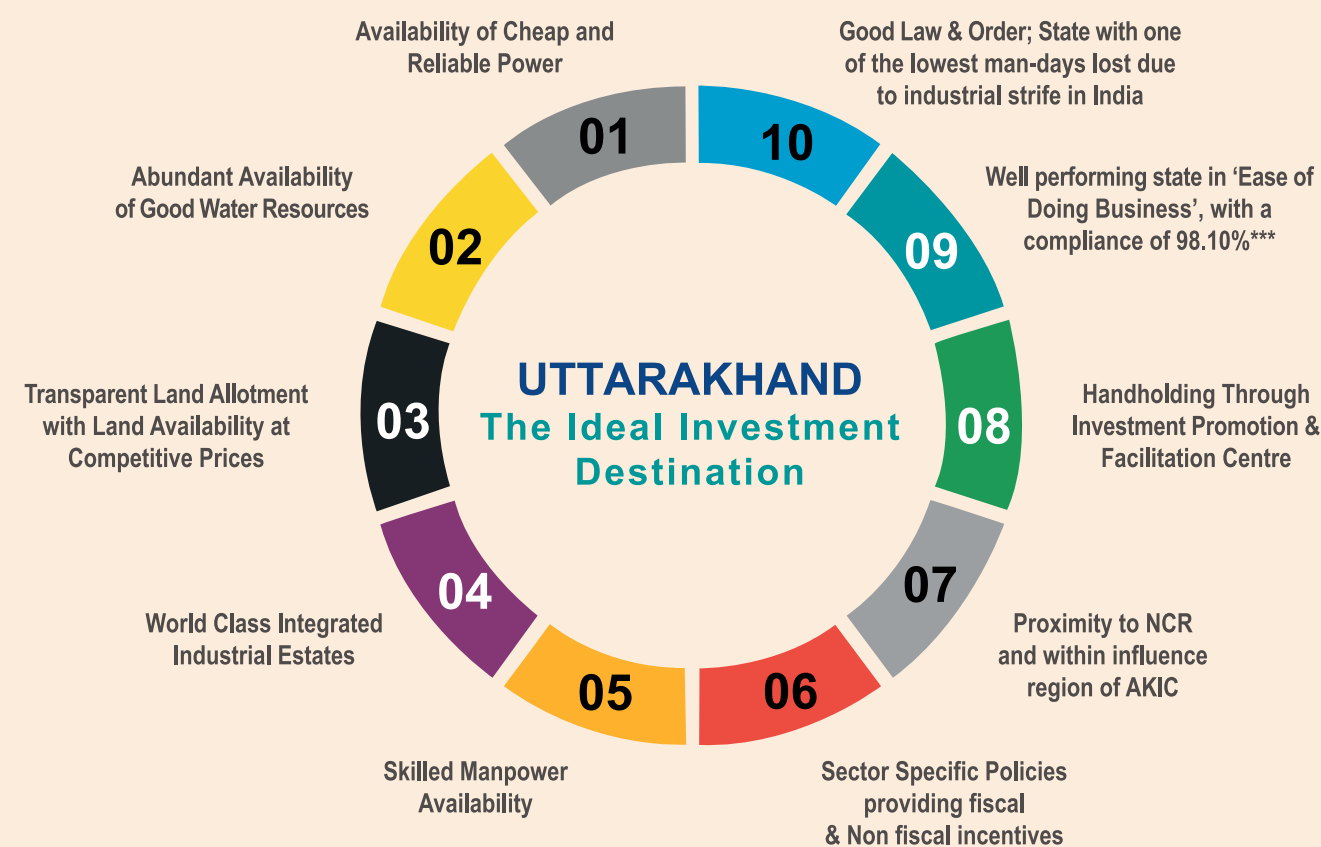 Availability of Cheap and
Reliable Power
01
Abundant Availability
of Good Water Resources
02
Transparent Land Allotment
with Land Availability at
Competitive Prices
03
World Class Integrated
Industrial Estates
04
Skilled Manpower
Availability
05
Sector Specific Policies
providing fiscal
& Non fiscal incentives
06
Proximity to NCR
and within influence
region of AKIC
07
Handholding Through
Investment Promotion &
Facilitation Centre
08
Well performing state in ‘Ease of
Doing Business’, with a
compliance of 98.10%***
09
Good Law & Order; State with one
of the lowest man-days lost due
to industrial strife in India
10
UTTARAKHAND
The Ideal Investment
Destination